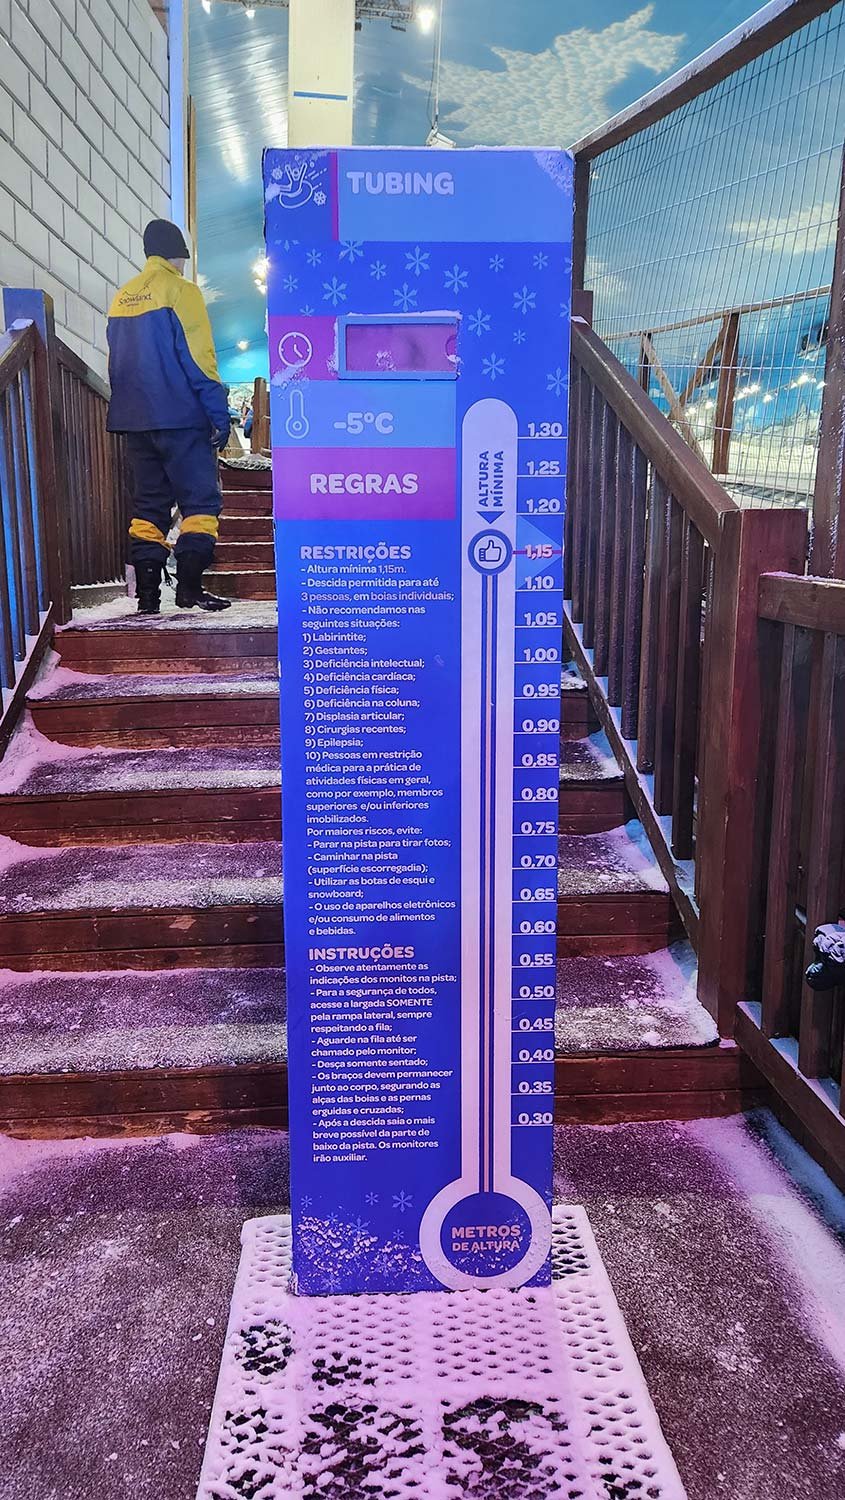 TUBING
Snowland
-5°C
REGRAS
ALTURA
MÍNIMA
1,30
1,25
1,20
1,15
1,10
1,05
1,00
0,95
0,90
0,85
0,80
0,75
0,70
0,65
0,60
0,55
0,50
0,45
0,40
0,35
0,30
RESTRIÇÕES
- Altura mínima 1,15m.
- Descida permitida para até
3 pessoas, em boias individuais;
- Não recomendamos nas
seguintes situações:
1) Labirintite;
2) Gestantes;
3) Deficiência intelectual;
4) Deficiência cardíaca;
5) Deficiência física;
6) Deficiência na coluna;
7) Displasia articular;
8) Cirurgias recentes;
9) Epilepsia;
10) Pessoas em restrição
médica para a prática de
atividades físicas em geral,
como por exemplo, membros
superiores e/ou inferiores
imobilizados.
Por maiores riscos, evite:
- Parar na pista para tirar fotos;
- Caminhar na pista
(superfície escorregadia);
- Utilizar as botas de esqui e
snowboard;
- O uso de aparelhos eletrônicos
e/ou consumo de alimentos
e bebidas.
INSTRUÇÕES
- Observe atentamente as
indicações dos monitos na pista;
- Para a segurança de todos,
acesse a largada SOMENTE
pela rampa lateral, sempre
respeitando a fila;
- Aguarde na fila até ser
chamado pelo monitor;
- Desça somente sentado;
- Os braços devem permanecer
junto ao corpo, segurando as
alças das boias e as pernas
erguidas e cruzadas;
- Após a descida saia o mais
breve possível da parte de
baixo da pista. Os monitores
irão auxiliar.
METROS
DE ALTURA